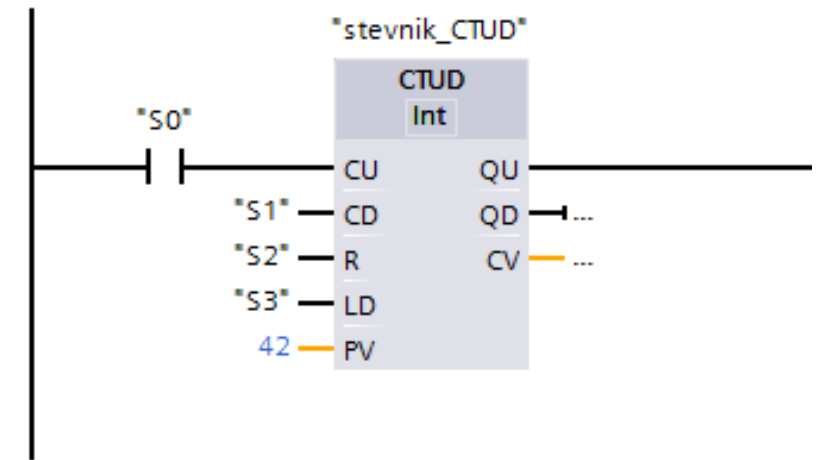 "stevnik_CTUD"
CTUD
Int
"S0"
CU QU
"S1" CD QD ...
"S2" R CV ...
"S3" LD
42 PV